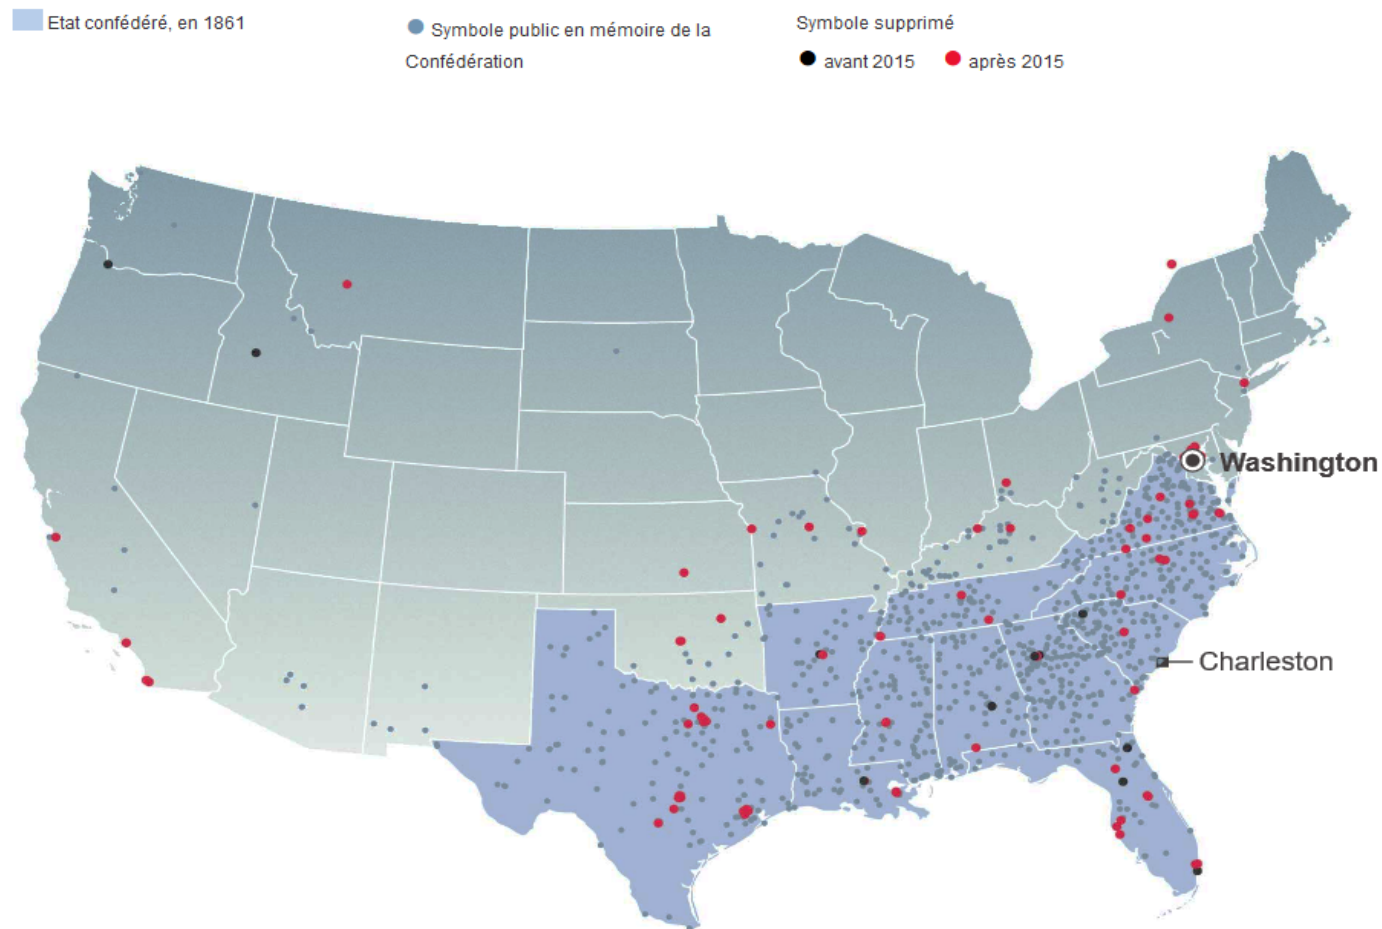 Etat confédéré, en 1861
Symbole public en mémoire de la
Confédération
Symbole supprimé
avant 2015
après 2015
Washington
Charleston